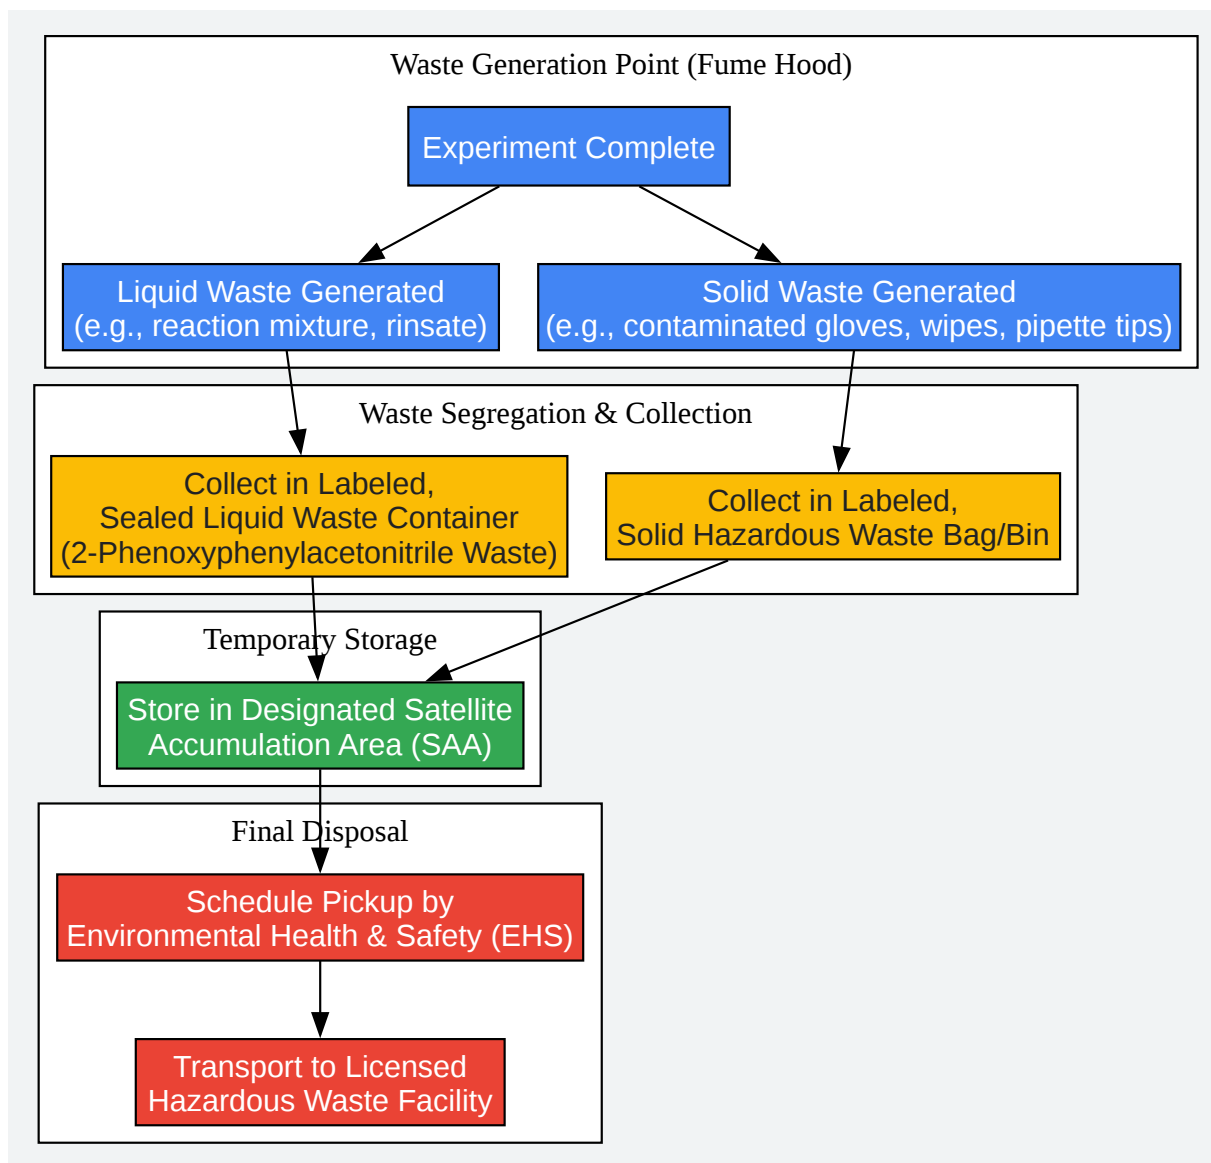 Waste Generation Point (Fume Hood)
Experiment Complete
Liquid Waste Generated
(e.g., reaction mixture, rinsate)
Solid Waste Generated
(e.g., contaminated gloves, wipes, pipette tips)
Waste Segregation & Collection
Collect in Labeled,
Sealed Liquid Waste Container
(2-Phenoxyphenylacetonitrile Waste)
Collect in Labeled,
Solid Hazardous Waste Bag/Bin
Temporary Storage
Store in Designated Satellite
Accumulation Area (SAA)
Final Disposal
Schedule Pickup by
Environmental Health & Safety (EHS)
Transport to Licensed
Hazardous Waste Facility